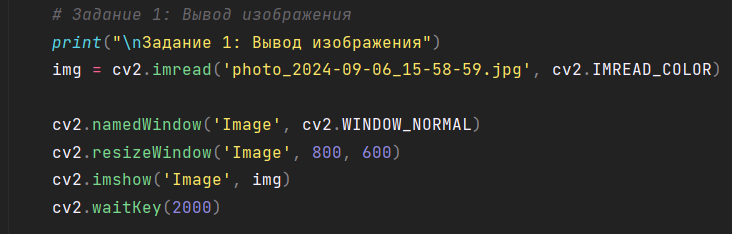 # Задание 1: Вывод изображения
print("\nЗадание 1: Вывод изображения")
img = cv2.imread('photo_2024-09-06_15-58-59.jpg', cv2.IMREAD_COLOR)
cv2.namedWindow('Image', cv2.WINDOW_NORMAL)
cv2.resizeWindow('Image', 800, 600)
cv2.imshow('Image', img)
cv2.waitKey(2000)